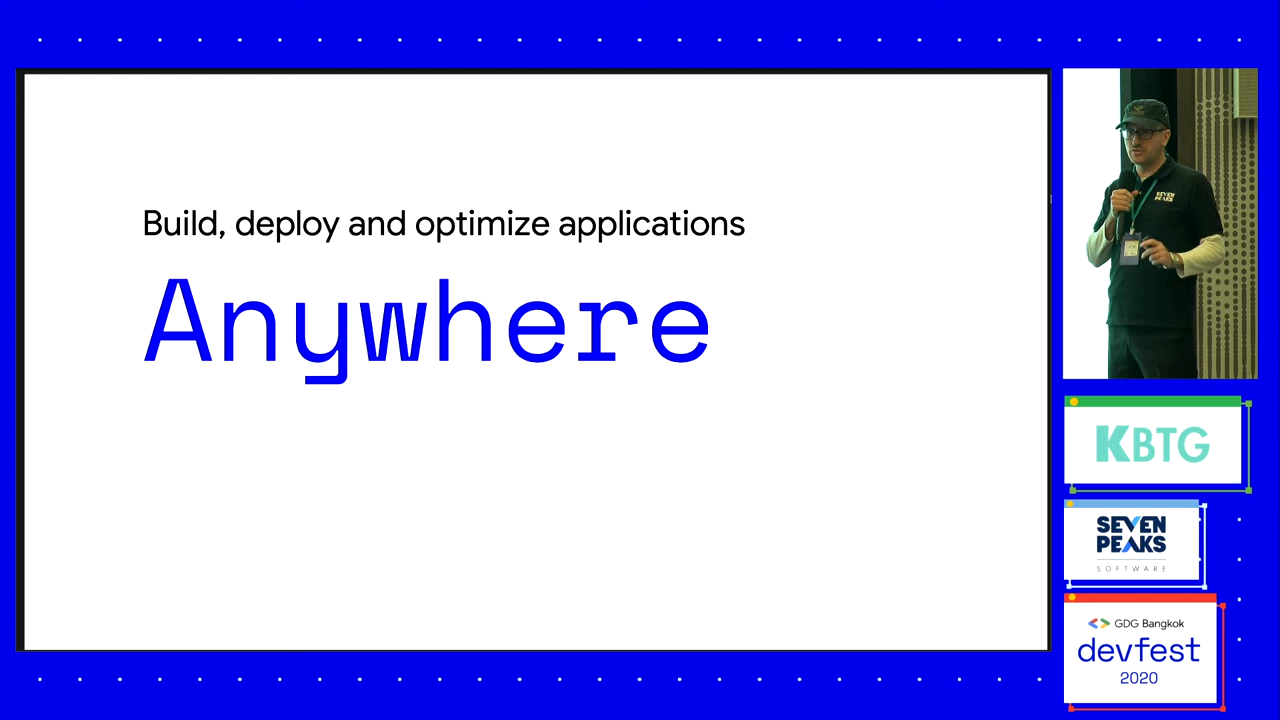 Build, deploy and optimize applications
Anywhere
SEVEN
PEAKS
KBTG
SEVEN
PEAKS
SOFTWARE
GDG Bangkok
devfest
2020